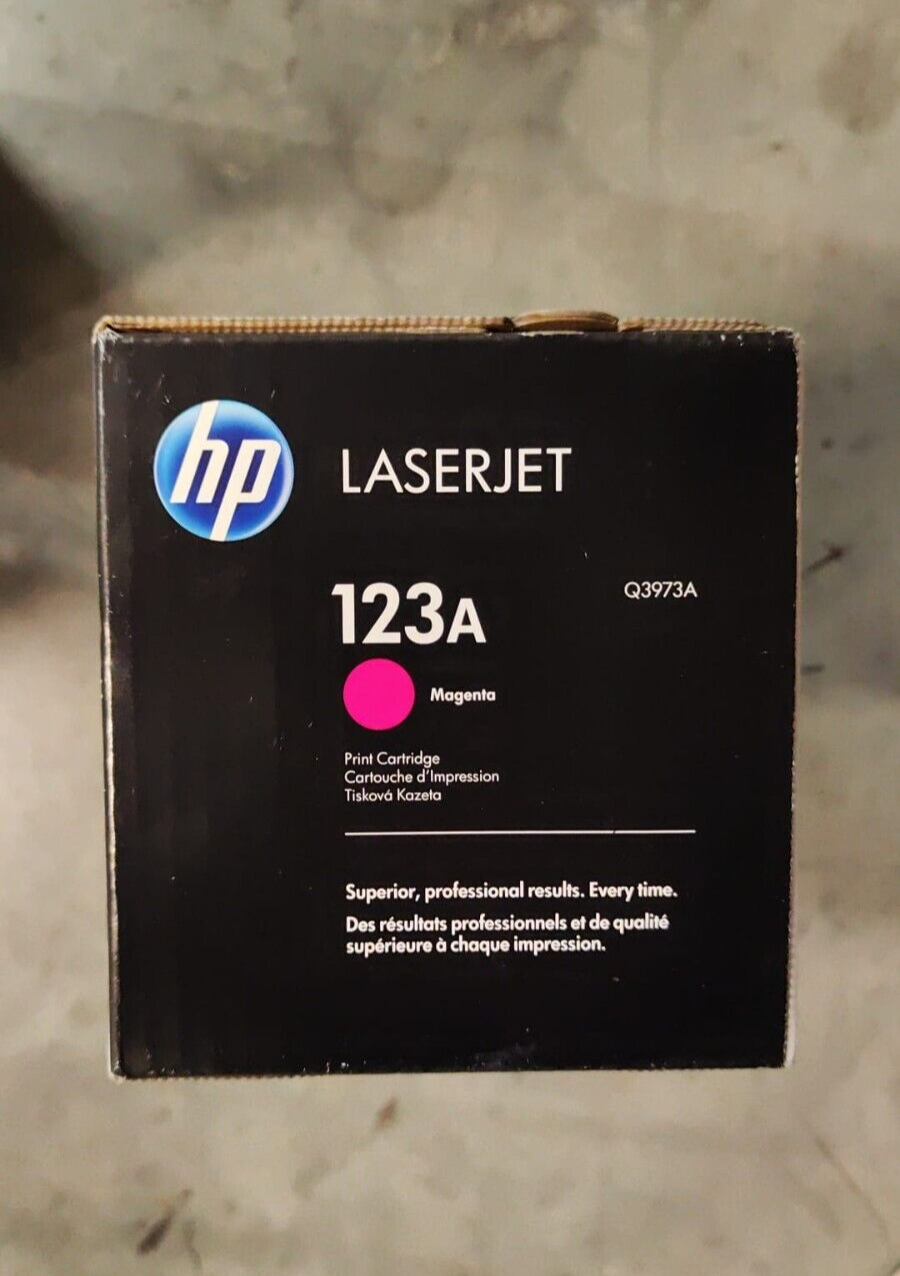 hp
LASERJET
123A
Q3973A
Magenta
Print Cartridge
Cartouche d'Impression
Tisková Kazeta
Superior, professional results. Every time.
Des résultats professionnels et de qualité
supérieure à chaque impression.